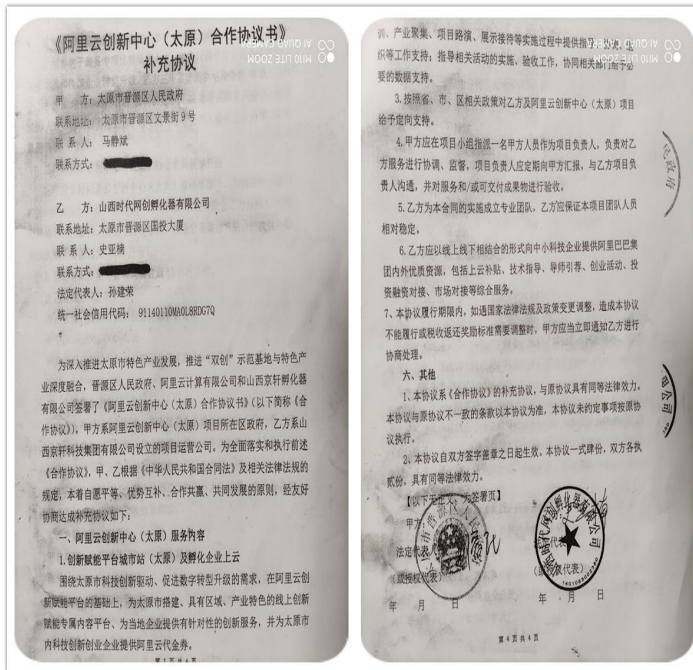 《阿里云创新中心（太原）合作协议书》
补充协议
甲　　方：太原市晋源区人民政府
联系地址：太原市晋源区文景街9号
联 系 人：马静斌
联系方式：
乙　　方：山西时代网创孵化器有限公司
联系地址：太原市晋源区国投大厦
联 系 人：史亚楠
联系方式：
法定代表人：孙建荣
统一社会信用代码：91140110MA0L8RDG7Q
为深入推进太原市特色产业发展，推进“双创”示范基地与特色产
业深度融合，晋源区人民政府、阿里云计算有限公司和山西京轩孵化器
有限公司签署了《阿里云创新中心（太原）合作协议书》（以下简称《合
作协议》）。甲方系阿里云创新中心（太原）项目所在区政府，乙方系山
西京轩科技集团有限公司设立的项目运营公司。为全面落实和执行前述
《合作协议》，甲、乙根据《中华人民共和国合同法》及相关法律法规的
规定，本着自愿平等、优势互补、合作共赢、共同发展的原则，经友好
协商达成补充协议如下：
一、阿里云创新中心（太原）服务内容
1.创新赋能平台城市站（太原）及孵化企业上云
围绕太原市科技创新驱动、促进数字转型升级的需求，在阿里云创
新赋能平台的基础上，为太原市搭建、具有区域、产业特色的线上创新
赋能专属内容平台、为当地企业提供有针对性的创新服务，并为太原市
内科技创新创业企业提供阿里云代金券。
第1页共4页
MI 10 LITE ZOOM
AI QUAD CAMERA
训、产业聚集、项目路演、展示接待等实施过程中提供指导、协调、组
织等工作支持；指导相关活动的实施、验收工作，协同相关部门给予必
要的数据支持。
3.按照省、市、区相关政策对乙方及阿里云创新中心（太原）项目
给予定向支持。
4.甲方应在项目小组指派一名甲方人员作为项目负责人，负责对乙
方服务进行协调、监督，项目负责人应定期向甲方汇报，与乙方项目负
责人沟通，并对服务和/或可交付成果物进行验收。
5.乙方为本合同的实施成立专业团队，乙方应保证本项目团队人员
相对稳定。
6.乙方应以线上线下相结合的形式向中小科技企业提供阿里巴巴集
团内外优质资源，包括上云补贴、技术指导、导师引荐、创业活动、投
资融资对接、市场对接等综合服务。
7、本协议履行期限内，如遇国家法律法规及政策变更调整，造成本协议
不能履行或税收返还奖励标准需要调整时，甲方应当立即通知乙方进行
协商处理。
六、其他
1.本协议系《合作协议》的补充协议，与原协议具有同等法律效力。
本协议与原协议不一致的条款以本协议为准，本协议未约定事项按原协
议执行。
2.本协议自双方签字盖章之日起生效。本协议一式肆份，双方各执
贰份，具有同等法律效力。
【以下无正文，为签署页】
甲方：
法定代表人
（或授权代表）
（或授权代表）
年　月　日
年　月　日
第4页共4页
MI 10 LITE ZOOM
AI QUAD CAMERA